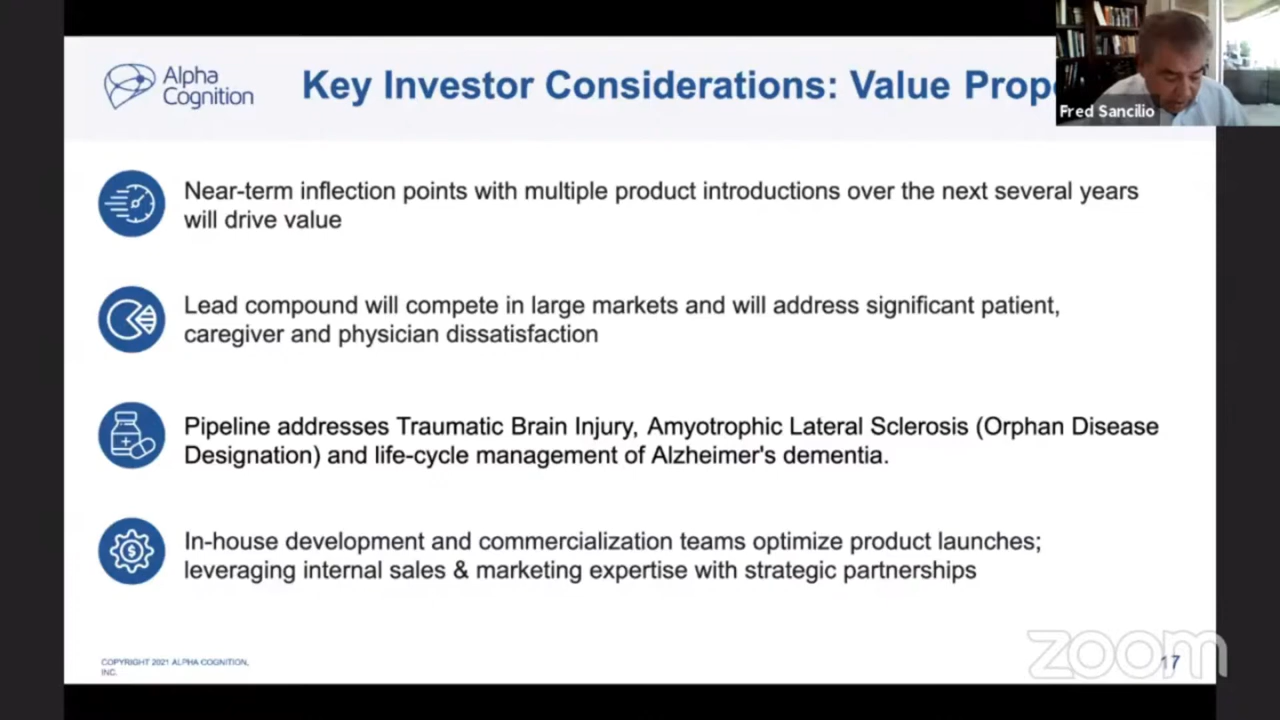 Alpha
Cognition
Key Investor Considerations: Value Prop
Fred Sancilio
Near-term inflection points with multiple product introductions over the next several years
will drive value
Lead compound will compete in large markets and will address significant patient,
caregiver and physician dissatisfaction
Pipeline addresses Traumatic Brain Injury, Amyotrophic Lateral Sclerosis (Orphan Disease
Designation) and life-cycle management of Alzheimer's dementia.
$
In-house development and commercialization teams optimize product launches;
leveraging internal sales & marketing expertise with strategic partnerships
COPYRIGHT 2021 ALPHA COGNITION,
INC.
zoom
17